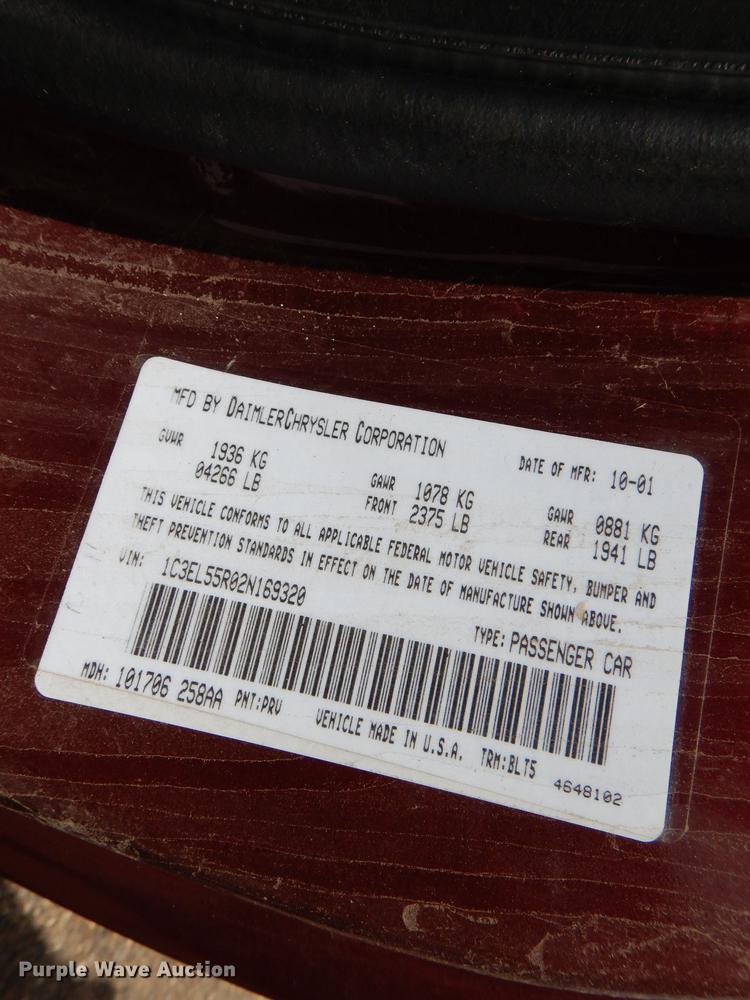 MFD BY DAIMLERCHRYSLER CORPORATION
DATE OF MFR: 10-01
GVWR 1936 KG
04266 LB
GAWR FRONT 1078 KG
2375 LB
GAWR REAR 0881 KG
1941 LB
THIS VEHICLE CONFORMS TO ALL APPLICABLE FEDERAL MOTOR VEHICLE SAFETY, BUMPER AND
THEFT PREVENTION STANDARDS IN EFFECT ON THE DATE OF MANUFACTURE SHOWN ABOVE.
VIN: 1C3EL55R02N169320
TYPE: PASSENGER CAR
MDH: 101706 258AA PNT:PRV VEHICLE MADE IN U.S.A. TRM:BLT5
4648102
Purple Wave Auction